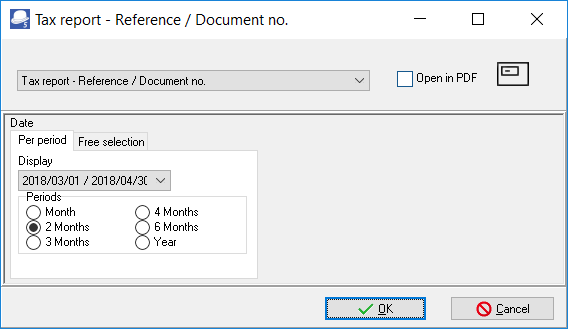 Tax report - Reference / Document no.
Tax report - Reference / Document no.
Open in PDF
Date
Per period
Free selection
Display
2018/03/01 / 2018/04/30
Periods
Month
4 Months
2 Months
6 Months
3 Months
Year
OK
Cancel